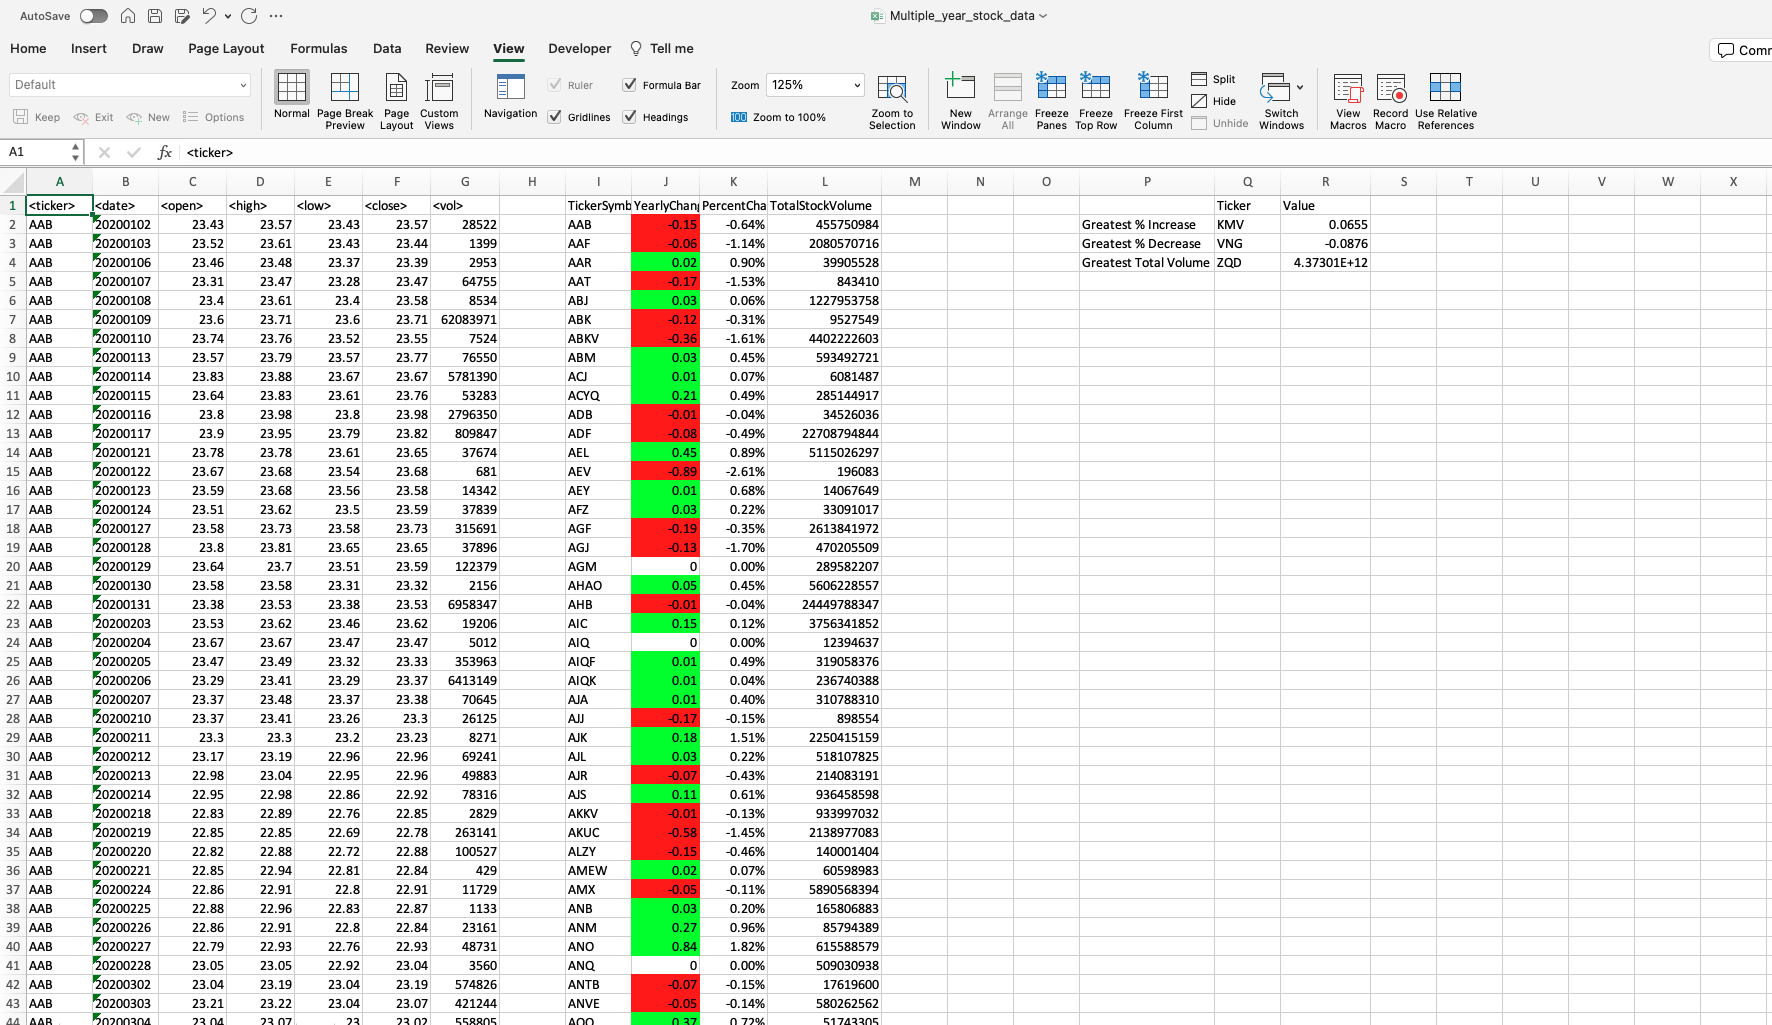 AutoSave
Multiple_year_stock_data
Home Insert Draw Page Layout Formulas Data Review View Developer Tell me
Comm
Default
Keep Exit New Options
Normal Page Break Preview Page Layout Custom Views
Navigation
Ruler Formula Bar
Gridlines Headings
Zoom 125%
100 Zoom to 100%
Zoom to Selection
New Window Arrange All Freeze Panes Freeze Top Row Freeze First Column
Split
Hide
Unhide
Switch Windows
View Macros Record Macro Use Relative References
A1 fx <ticker>
A B C D E F G H I J K L M N O P Q R S T U V W X
1 <ticker> <date> <open> <high> <low> <close> <vol> TickerSymb YearlyChan PercentCha TotalStockVolume Ticker Value
2 AAB 20200102 23.43 23.57 23.43 23.57 28522 AAB -0.15 -0.64% 455750984 Greatest % Increase KMV 0.0655
3 AAB 20200103 23.52 23.61 23.43 23.44 1399 AAF -0.06 -1.14% 2080570716 Greatest % Decrease VNG -0.0876
4 AAB 20200106 23.46 23.48 23.37 23.39 2953 AAR 0.02 0.90% 39905528 Greatest Total Volume ZQD 4.37301E+12
5 AAB 20200107 23.31 23.47 23.28 23.47 64755 AAT -0.17 -1.53% 843410
6 AAB 20200108 23.4 23.61 23.4 23.58 8534 ABJ 0.03 0.06% 1227953758
7 AAB 20200109 23.6 23.71 23.6 23.71 62083971 ABK -0.12 -0.31% 9527549
8 AAB 20200110 23.74 23.76 23.52 23.55 7524 ABKV -0.36 -1.61% 4402222603
9 AAB 20200113 23.57 23.79 23.57 23.77 76550 ABM 0.03 0.45% 593492721
10 AAB 20200114 23.83 23.88 23.67 23.67 5781390 ACJ 0.01 0.07% 6081487
11 AAB 20200115 23.64 23.83 23.61 23.76 53283 ACYQ 0.21 0.49% 285144917
12 AAB 20200116 23.8 23.98 23.8 23.98 2796350 ADB -0.01 -0.04% 34526036
13 AAB 20200117 23.9 23.95 23.79 23.82 809847 ADF -0.08 -0.49% 22708794844
14 AAB 20200121 23.78 23.78 23.61 23.65 37674 AEL 0.45 0.89% 5115026297
15 AAB 20200122 23.67 23.68 23.54 23.68 681 AEV -0.89 -2.61% 196083
16 AAB 20200123 23.59 23.68 23.56 23.58 14342 AEY 0.01 0.68% 14067649
17 AAB 20200124 23.51 23.62 23.5 23.59 37839 AFZ 0.03 0.22% 33091017
18 AAB 20200127 23.58 23.73 23.58 23.73 315691 AGF -0.19 -0.35% 2613841972
19 AAB 20200128 23.8 23.81 23.65 23.65 37896 AGJ -0.13 -1.70% 470205509
20 AAB 20200129 23.64 23.7 23.51 23.59 122379 AGM 0 0.00% 289582207
21 AAB 20200130 23.58 23.58 23.31 23.32 2156 AHAO 0.05 0.45% 5606228557
22 AAB 20200131 23.38 23.53 23.38 23.53 6958347 AHB -0.01 -0.04% 24449788347
23 AAB 20200203 23.53 23.62 23.46 23.62 19206 AIC 0.15 0.12% 3756341852
24 AAB 20200204 23.67 23.67 23.47 23.47 5012 AIQ 0 0.00% 12394637
25 AAB 20200205 23.47 23.49 23.32 23.33 353963 AIQF 0.01 0.49% 319058376
26 AAB 20200206 23.29 23.41 23.29 23.37 6413149 AIQK 0.01 0.04% 236740388
27 AAB 20200207 23.37 23.48 23.37 23.38 70645 AJA 0.01 0.40% 310788310
28 AAB 20200210 23.37 23.41 23.26 23.3 26125 AJJ -0.17 -0.15% 898554
29 AAB 20200211 23.3 23.3 23.2 23.23 8271 AJK 0.18 1.51% 2250415159
30 AAB 20200212 23.17 23.19 22.96 22.96 69241 AJL 0.03 0.22% 518107825
31 AAB 20200213 22.98 23.04 22.95 22.96 49883 AJR -0.07 -0.43% 214083191
32 AAB 20200214 22.95 22.98 22.86 22.92 78316 AJS 0.11 0.61% 936458598
33 AAB 20200218 22.83 22.89 22.76 22.85 2829 AKKV -0.01 -0.13% 933997032
34 AAB 20200219 22.85 22.85 22.69 22.78 263141 AKUC -0.58 -1.45% 2138977083
35 AAB 20200220 22.82 22.88 22.72 22.88 100527 ALZY -0.15 -0.46% 140001404
36 AAB 20200221 22.85 22.94 22.81 22.84 429 AMEW 0.02 0.07% 60598983
37 AAB 20200224 22.86 22.91 22.8 22.91 11729 AMX -0.05 -0.11% 5890568394
38 AAB 20200225 22.88 22.96 22.83 22.87 1133 ANB 0.03 0.20% 165806883
39 AAB 20200226 22.86 22.91 22.8 22.84 23161 ANM 0.27 0.96% 85794389
40 AAB 20200227 22.79 22.93 22.76 22.93 48731 ANO 0.84 1.82% 615588579
41 AAB 20200228 23.05 23.05 22.92 23.04 3560 ANQ 0 0.00% 509030938
42 AAB 20200302 23.04 23.19 23.04 23.19 574826 ANTB -0.07 -0.15% 17619600
43 AAB 20200303 23.21 23.22 23.04 23.07 421244 ANVE -0.05 -0.14% 580262562
44 AAB 20200304 23.04 23.07 23 23.02 558805 AOO 0.37 0.72% 51743305